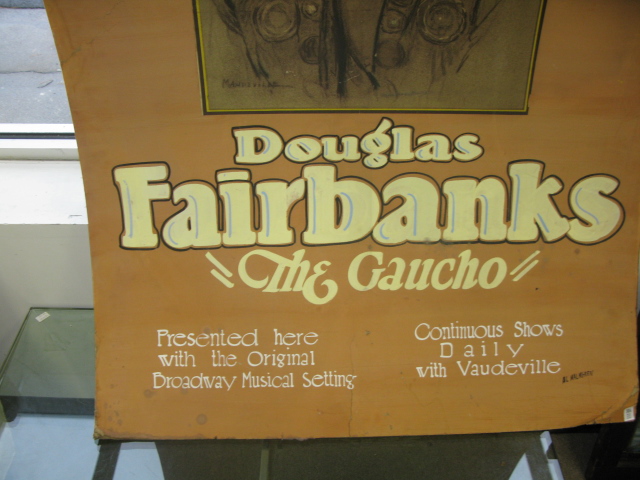 Douglas
Fairbanks
The Gaucho
Presented here
with the Original
Broadway Musical Setting
Continuous Shows
Daily
with Vaudeville